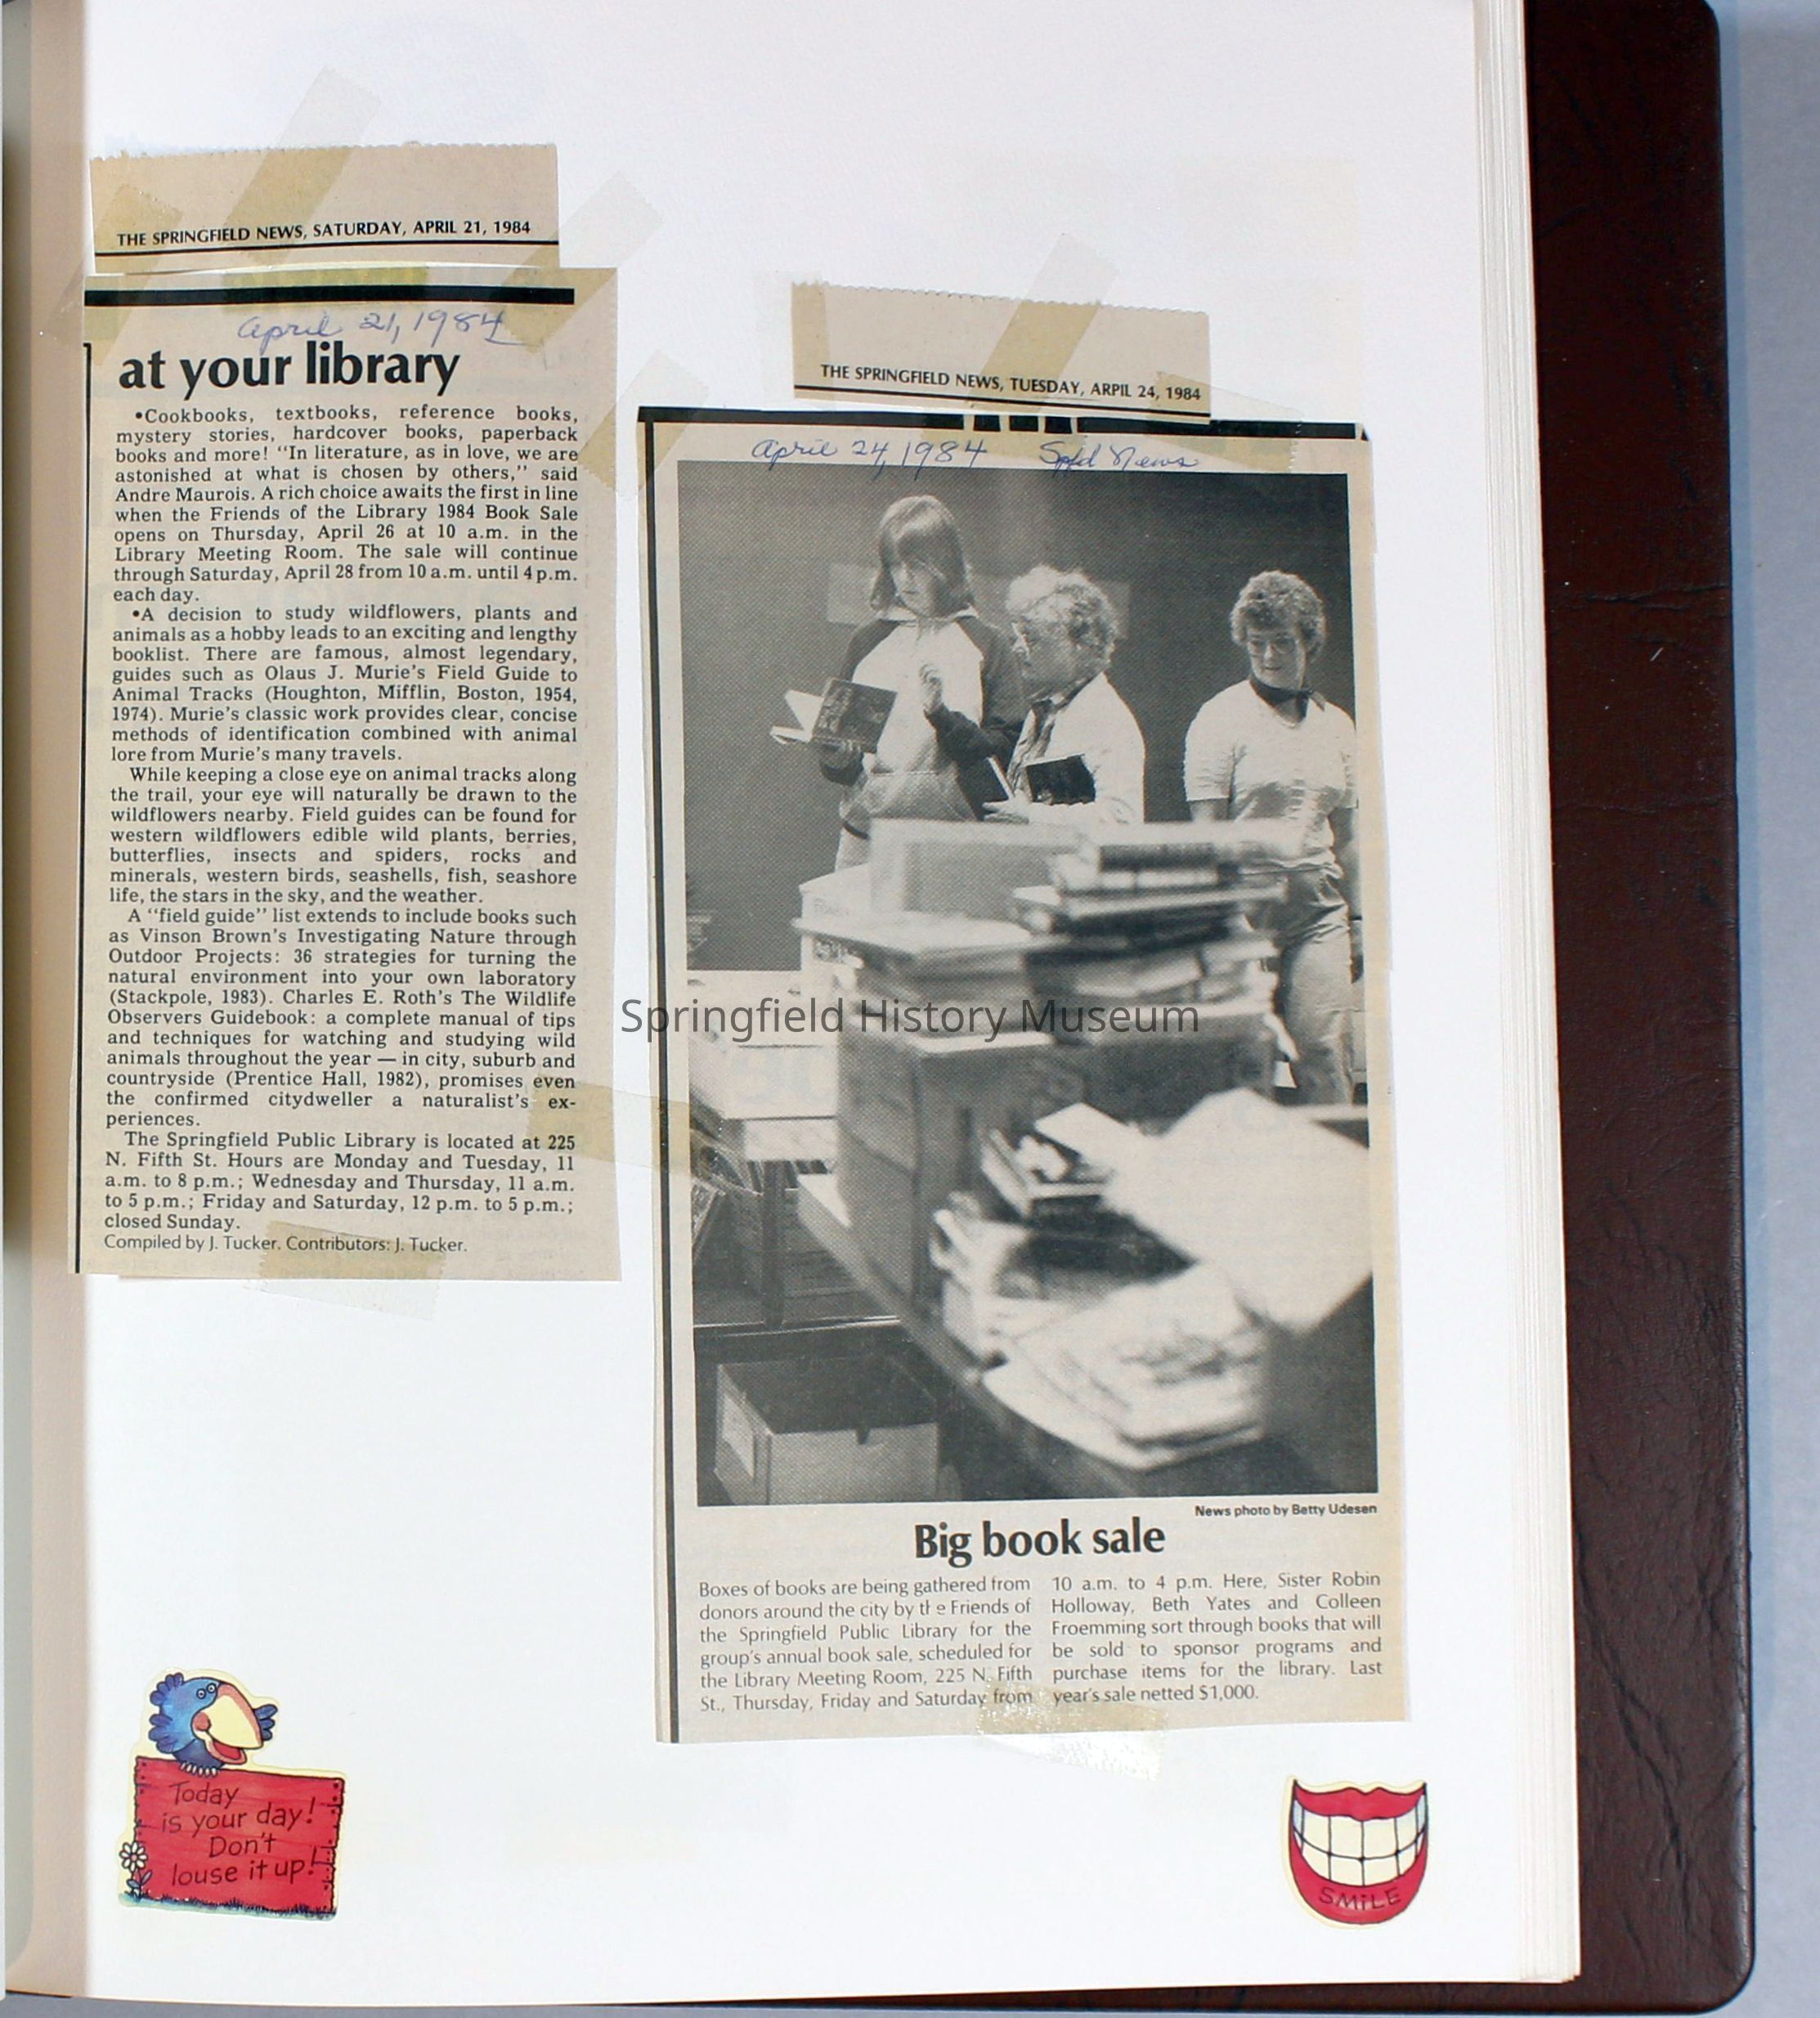 THE SPRINGFIELD NEWS, SATURDAY, APRIL 21, 1984
April 21, 1984
at your library
•Cookbooks, textbooks, reference books,
mystery stories, hardcover books, paperback
books and more! "In literature, as in love, we are
astonished at what is chosen by others," said
Andre Maurois. A rich choice awaits the first in line
when the Friends of the Library 1984 Book Sale
opens on Thursday, April 26 at 10 a.m. in the
Library Meeting Room. The sale will continue
through Saturday, April 28 from 10 a.m. until 4 p.m.
each day.
•A decision to study wildflowers, plants and
animals as a hobby leads to an exciting and lengthy
booklist. There are famous, almost legendary,
guides such as Olaus J. Murie's Field Guide to
Animal Tracks (Houghton, Mifflin, Boston, 1954,
1974). Murie's classic work provides clear, concise
methods of identification combined with animal
lore from Murie's many travels.
While keeping a close eye on animal tracks along
the trail, your eye will naturally be drawn to the
wildflowers nearby. Field guides can be found for
western wildflowers edible wild plants, berries,
butterflies, insects and spiders, rocks and
minerals, western birds, seashells, fish, seashore
life, the stars in the sky, and the weather.
A "field guide" list extends to include books such
as Vinson Brown's Investigating Nature through
Outdoor Projects: 36 strategies for turning the
natural environment into your own laboratory
(Stackpole, 1983). Charles E. Roth's The Wildlife
Observers Guidebook: a complete manual of tips
and techniques for watching and studying wild
animals throughout the year — in city, suburb and
countryside (Prentice Hall, 1982), promises even
the confirmed citydweller a naturalist's ex-
periences.
The Springfield Public Library is located at 225
N. Fifth St. Hours are Monday and Tuesday, 11
a.m. to 8 p.m.; Wednesday and Thursday, 11 a.m.
to 5 p.m.; Friday and Saturday, 12 p.m. to 5 p.m.;
closed Sunday.
Compiled by J. Tucker. Contributors: J. Tucker.
THE SPRINGFIELD NEWS, TUESDAY, ARPIL 24, 1984
April 24, 1984 Spfd News
Springfield History Museum
News photo by Betty Udesen
Big book sale
Boxes of books are being gathered from
donors around the city by th e Friends of
the Springfield Public Library for the
group's annual book sale, scheduled for
the Library Meeting Room, 225 N. Fifth
St., Thursday, Friday and Saturday from
10 a.m. to 4 p.m. Here, Sister Robin
Holloway, Beth Yates and Colleen
Froemming sort through books that will
be sold to sponsor programs and
purchase items for the library. Last
year's sale netted $1,000.
Today
is your day!
Don't
louse it up!
SMILE